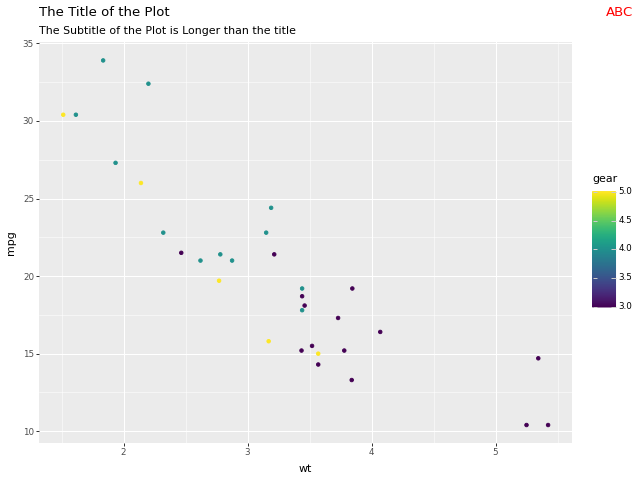 The Title of the Plot
ABC
The Subtitle of the Plot is Longer than the title
35
30
25
20
15
10
mpg
2
3
4
5
wt
gear
5.0
4.5
4.0
3.5
3.0